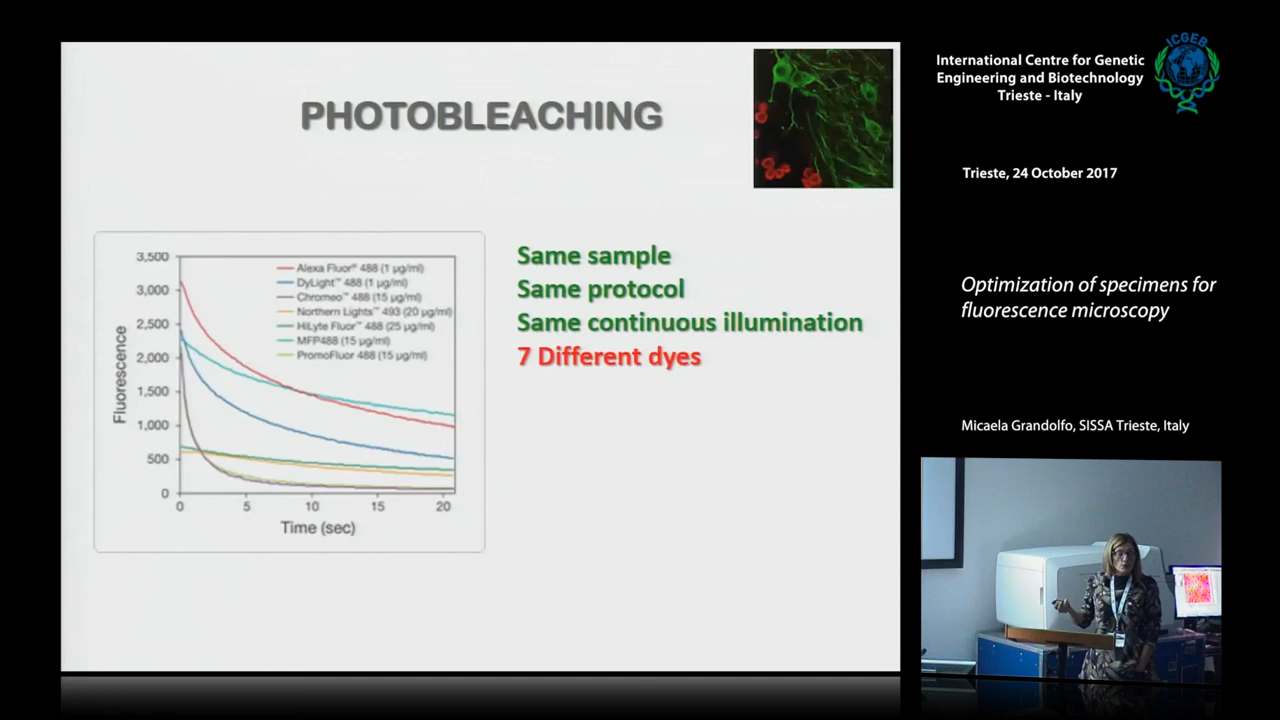 PHOTOBLEACHING
3,500
3,000
2,500
2,000
1,500
1,000
500
0
Fluorescence
Alexa Fluor® 488 (1 µg/ml)
DyLight™ 488 (1 µg/ml)
Chromeo™ 488 (15 µg/ml)
Northern Lights™ 493 (20 µg/ml)
HiLyte Fluor™ 488 (25 µg/ml)
MFP488 (15 µg/ml)
PromoFluor 488 (15 µg/ml)
0 5 10 15 20
Time (sec)
Same sample
Same protocol
Same continuous illumination
7 Different dyes
International Centre for Genetic
Engineering and Biotechnology
Trieste - Italy
ICGEB
Trieste, 24 October 2017
Optimization of specimens for
fluorescence microscopy
Micaela Grandolfo, SISSA Trieste, Italy